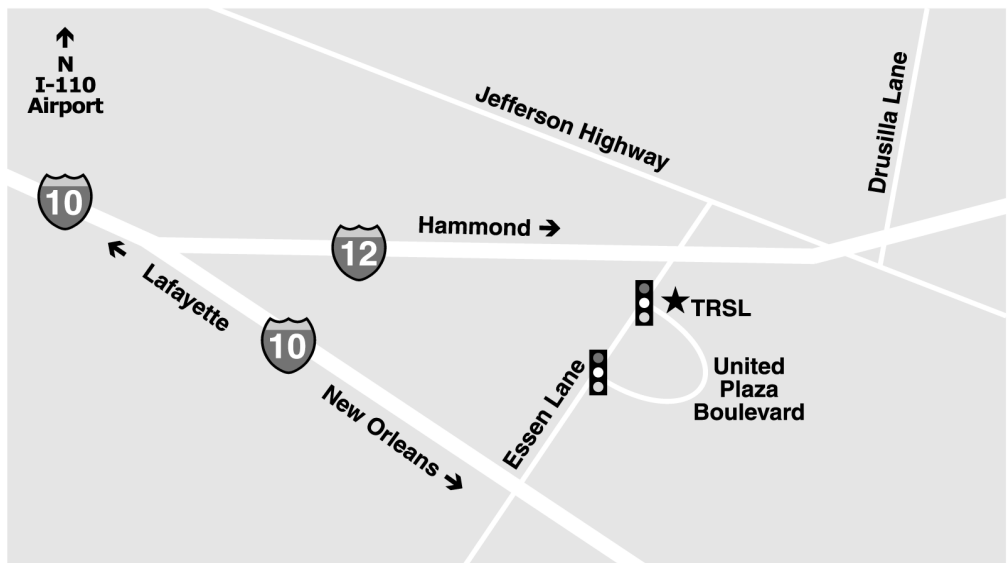 N
I-110
Airport
Jefferson Highway
Drusilla Lane
10
Hammond →
12
Lafayette
TRSL
10
United
Plaza
Boulevard
Essen Lane
New Orleans →